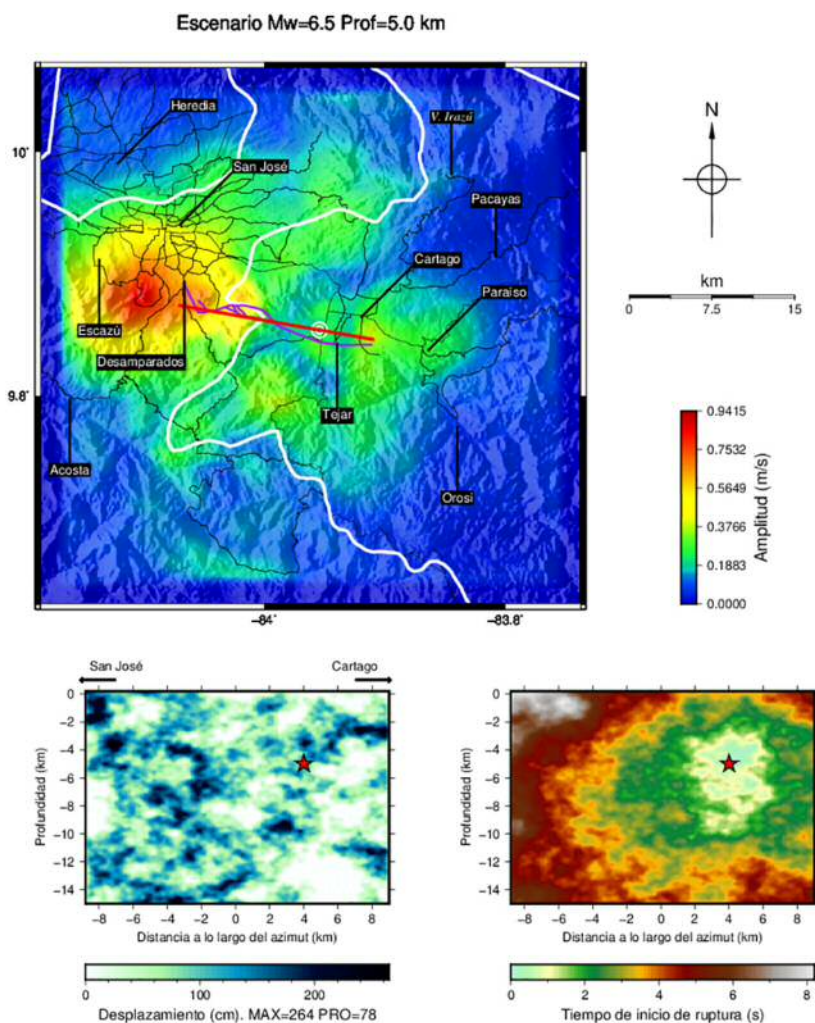 Escenario Mw=6.5 Prof=5.0 km
Heredia
V. Irazú
10˚
San José
Pacayas
Cartago
Paraíso
Escazú
Desamparados
9.8˚
Tejar
Acosta
Orosi
−84˚
−83.8˚
N
km
0 7.5 15
0.9415
0.7532
0.5649
0.3766
0.1883
0.0000
Amplitud (m/s)
San José
Cartago
0
−2
−4
−6
−8
−10
−12
−14
Profundidad (km)
−8 −6 −4 −2 0 2 4 6 8
Distancia a lo largo del azimut (km)
0 100 200
Desplazamiento (cm). MAX=264 PRO=78
0
−2
−4
−6
−8
−10
−12
−14
Profundidad (km)
−8 −6 −4 −2 0 2 4 6 8
Distancia a lo largo del azimut (km)
0 2 4 6 8
Tiempo de inicio de ruptura (s)